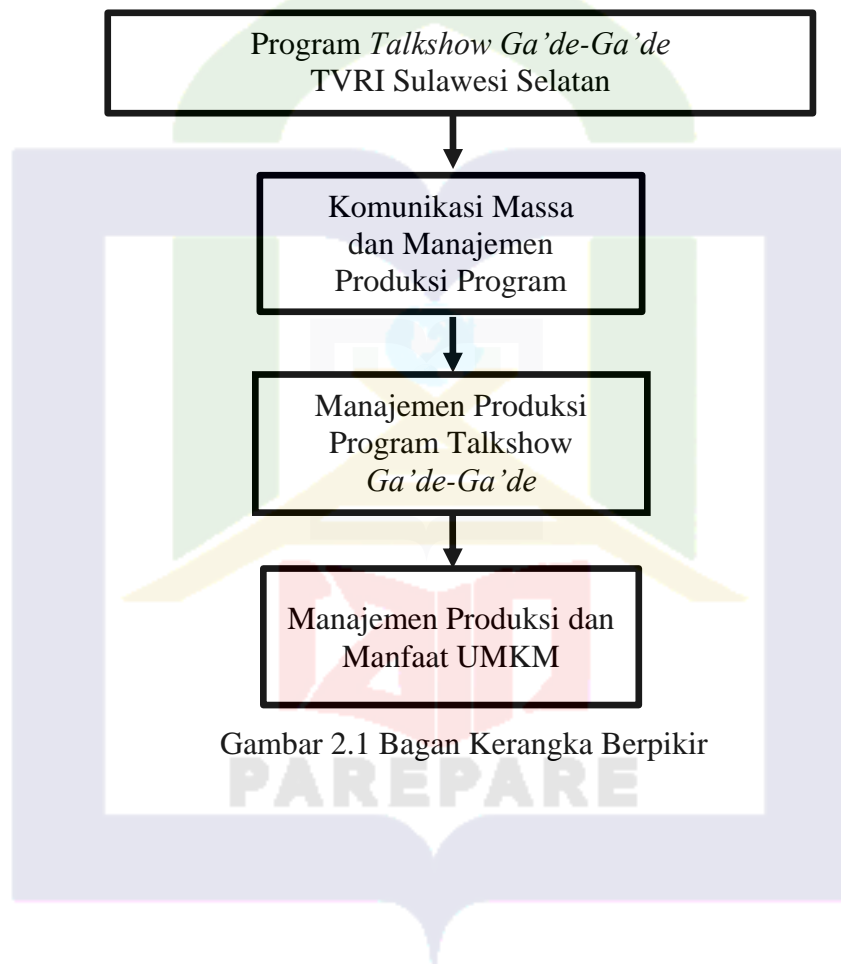 Program Talkshow Ga’de-Ga’de
TVRI Sulawesi Selatan
Komunikasi Massa
dan Manajemen
Produksi Program
Manajemen Produksi
Program Talkshow
Ga’de-Ga’de
Manajemen Produksi dan
Manfaat UMKM
Gambar 2.1 Bagan Kerangka Berpikir
PAREPARE